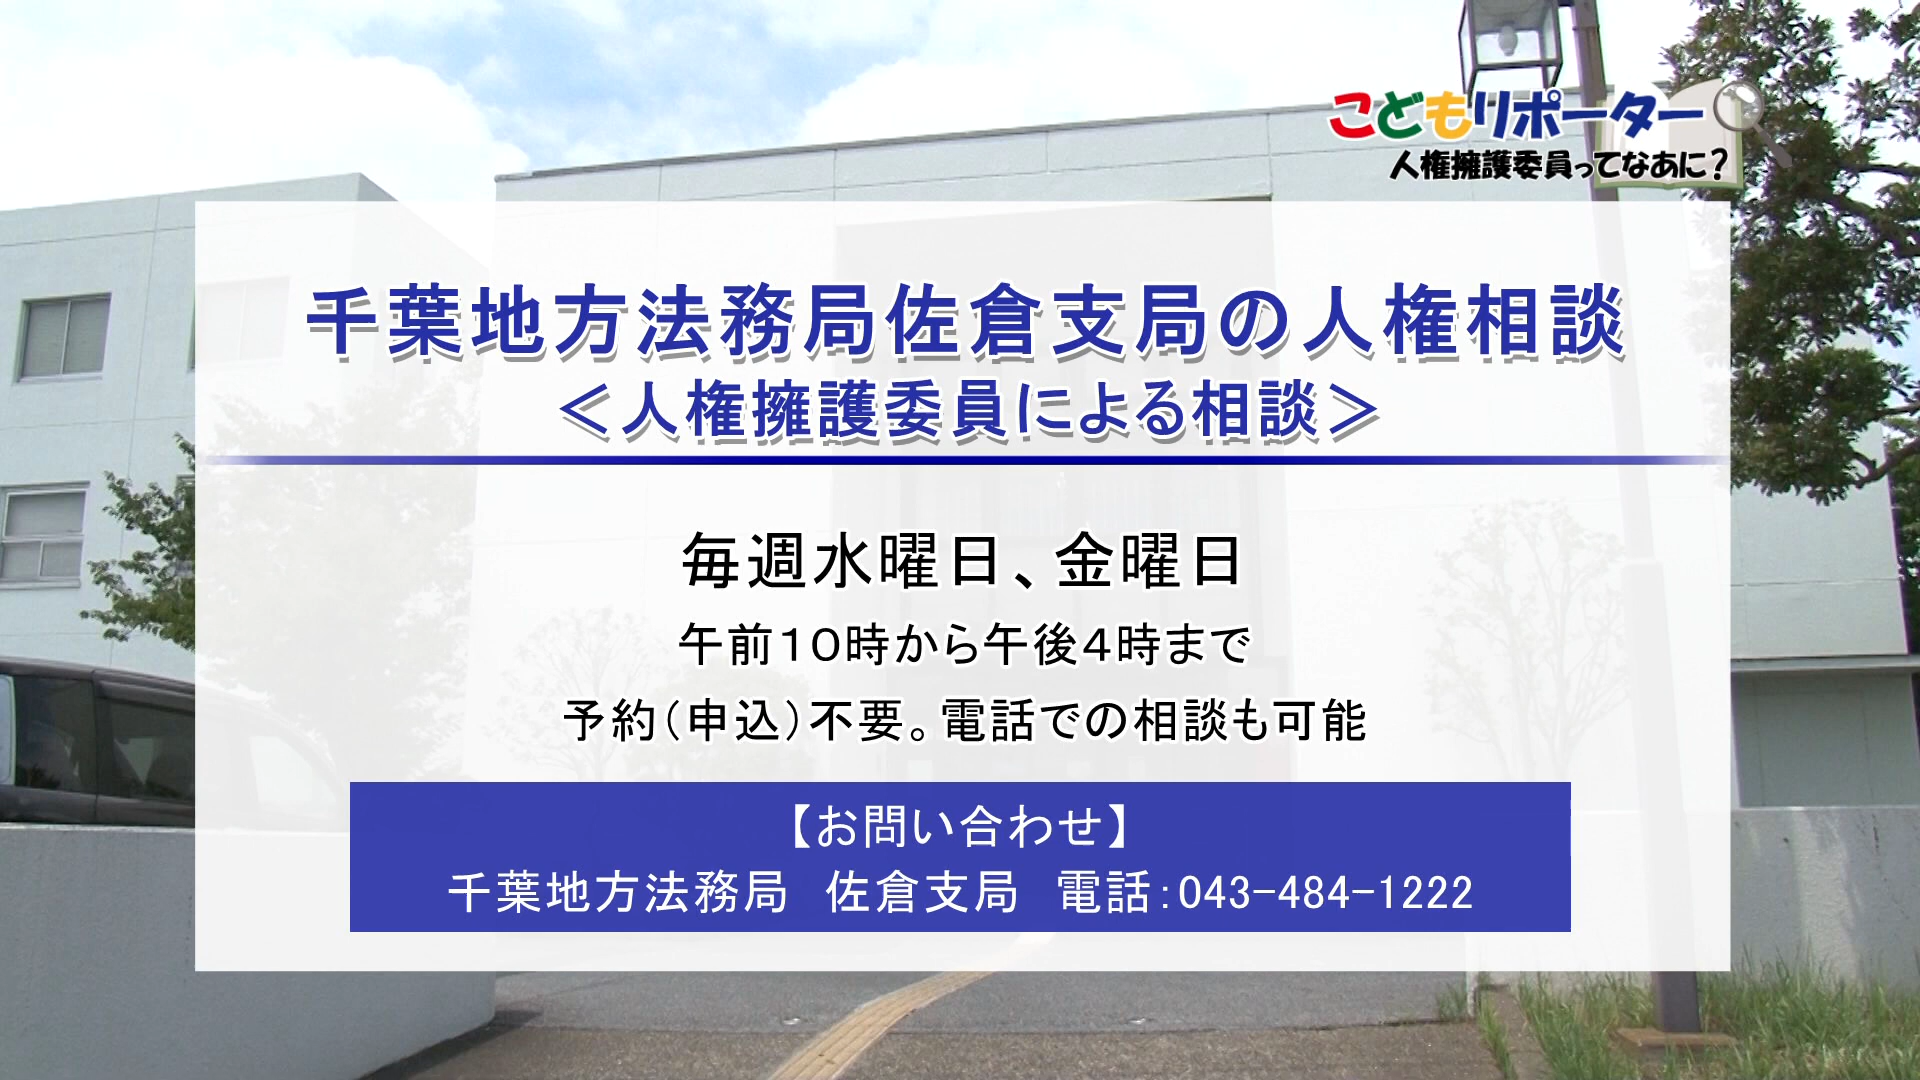 こどもリポーター
人権擁護委員ってなあに？
千葉地方法務局佐倉支局の人権相談
＜人権擁護委員による相談＞
毎週水曜日、金曜日
午前１０時から午後４時まで
予約（申込）不要。電話での相談も可能
【お問い合わせ】
千葉地方法務局　佐倉支局　電話：043-484-1222